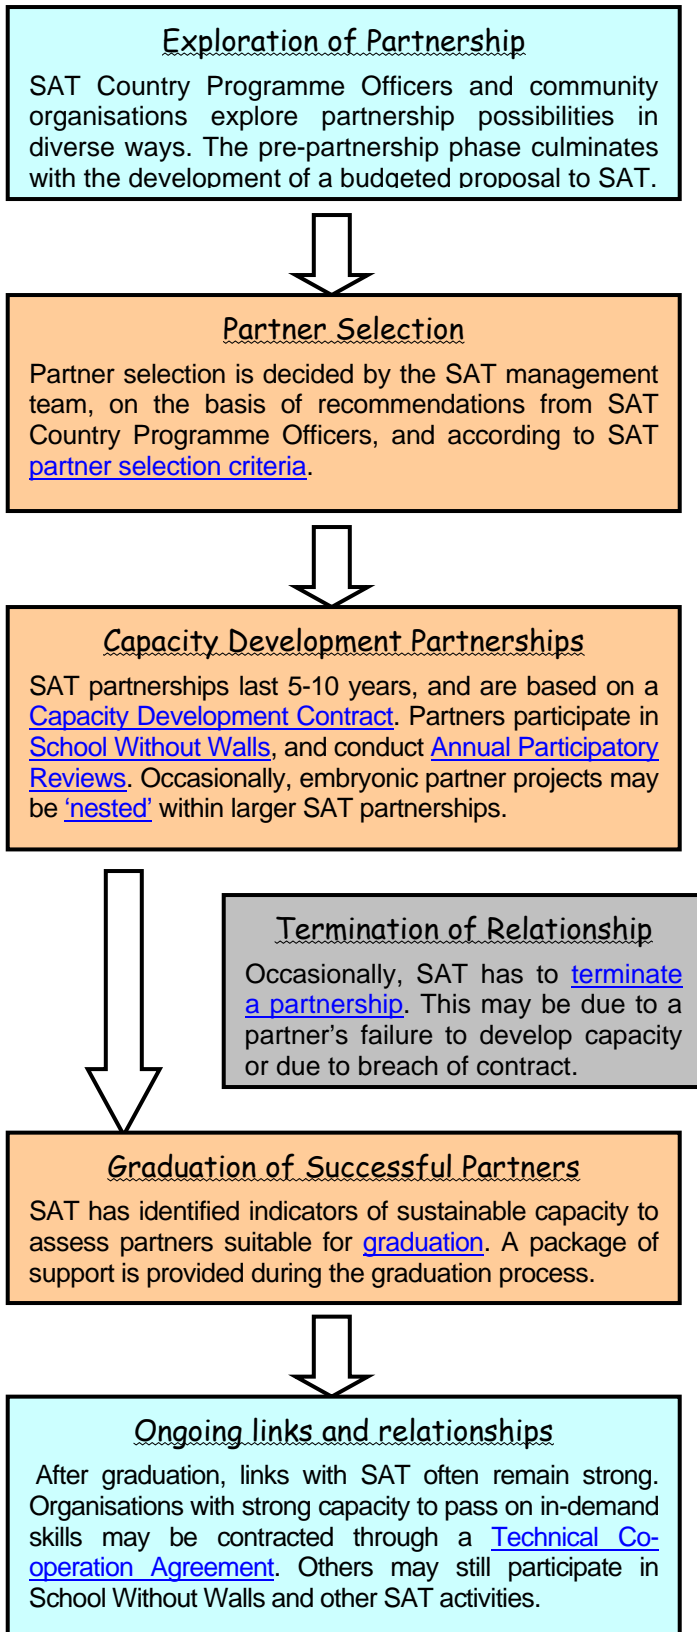 Exploration of Partnership
SAT Country Programme Officers and community
organisations explore partnership possibilities in
diverse ways. The pre-partnership phase culminates
with the development of a budgeted proposal to SAT.
Partner Selection
Partner selection is decided by the SAT management
team, on the basis of recommendations from SAT
Country Programme Officers, and according to SAT
partner selection criteria.
Capacity Development Partnerships
SAT partnerships last 5-10 years, and are based on a
Capacity Development Contract. Partners participate in
School Without Walls, and conduct Annual Participatory
Reviews. Occasionally, embryonic partner projects may
be ‘nested’ within larger SAT partnerships.
Termination of Relationship
Occasionally, SAT has to terminate
a partnership. This may be due to a
partner’s failure to develop capacity
or due to breach of contract.
Graduation of Successful Partners
SAT has identified indicators of sustainable capacity to
assess partners suitable for graduation. A package of
support is provided during the graduation process.
Ongoing links and relationships
After graduation, links with SAT often remain strong.
Organisations with strong capacity to pass on in-demand
skills may be contracted through a Technical Co-
operation Agreement. Others may still participate in
School Without Walls and other SAT activities.